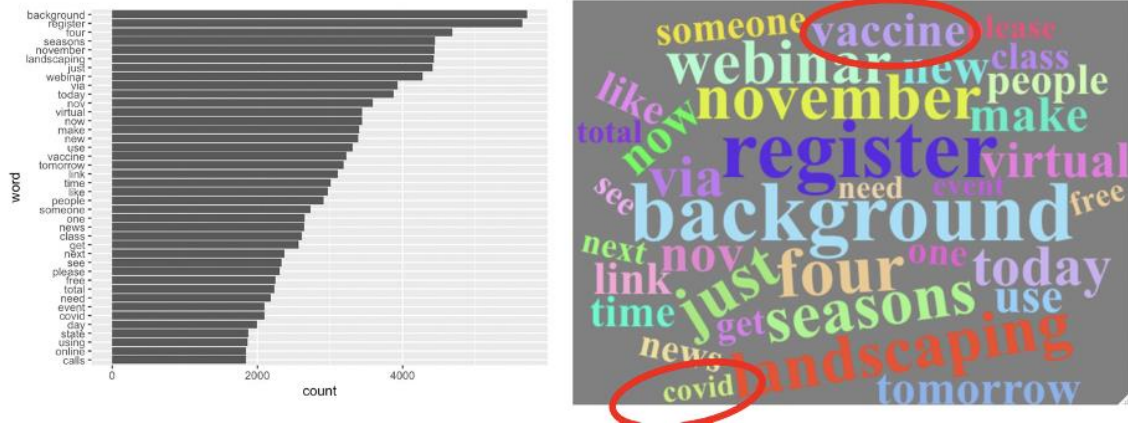 background
register
four
seasons
november
landscaping
just
webinar
via
today
nov
virtual
now
make
new
use
vaccine
tomorrow
link
time
like
people
someone
one
news
class
get
next
see
please
free
total
need
event
covid
day
state
using
online
calls
word
0 2000 4000
count
someone vaccine please
webinar new class
like november people
total now make
register virtual
see via need event free
background
next nov one
link just four today
time get seasons use
news landscaping
covid tomorrow